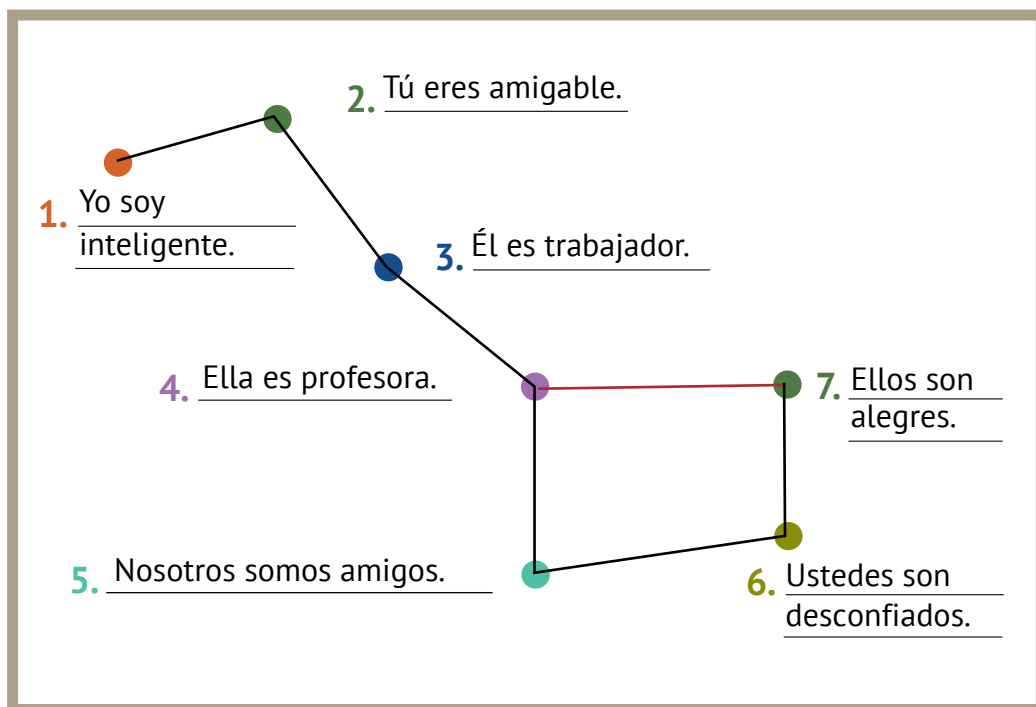 1. Yo soy
inteligente.
2. Tú eres amigable.
3. Él es trabajador.
4. Ella es profesora.
5. Nosotros somos amigos.
6. Ustedes son
desconfiados.
7. Ellos son
alegres.